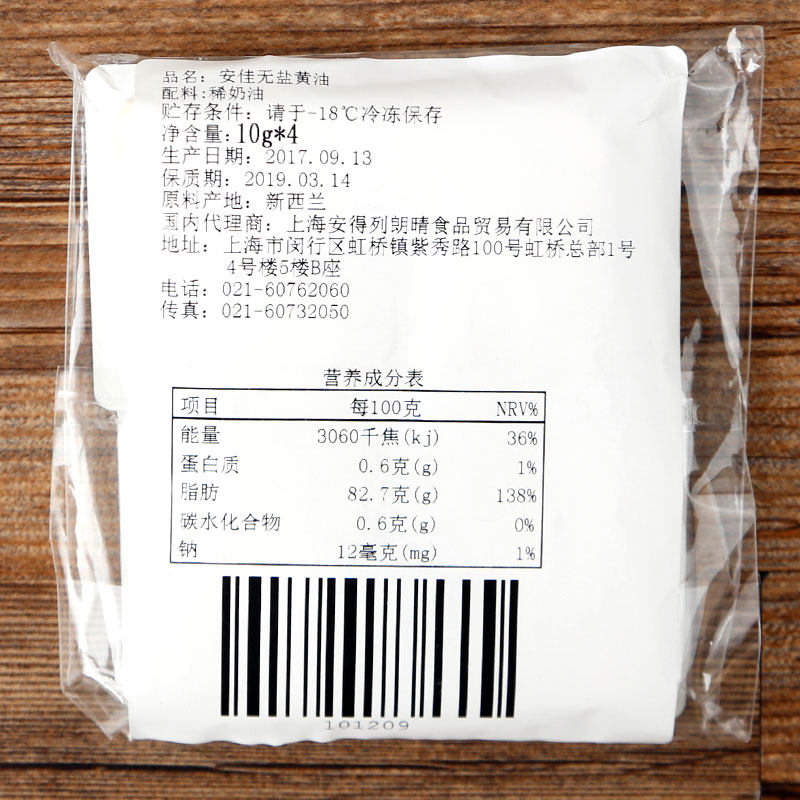 品名: 安佳无盐黄油
配料: 稀奶油
贮存条件: 请于-18℃冷冻保存
净含量: 10g*4
生产日期: 2017.09.13
保质期: 2019.03.14
原料产地: 新西兰
国内代理商: 上海安得列朗晴食品贸易有限公司
地址: 上海市闵行区虹桥镇紫秀路100号虹桥总部1号
4号楼5楼B座
电话: 021-60762060
传真: 021-60732050
营养成分表
项目 每100克 NRV%
能量 3060千焦(kj) 36%
蛋白质 0.6克(g) 1%
脂肪 82.7克(g) 138%
碳水化合物 0.6克(g) 0%
钠 12毫克(mg) 1%
101209